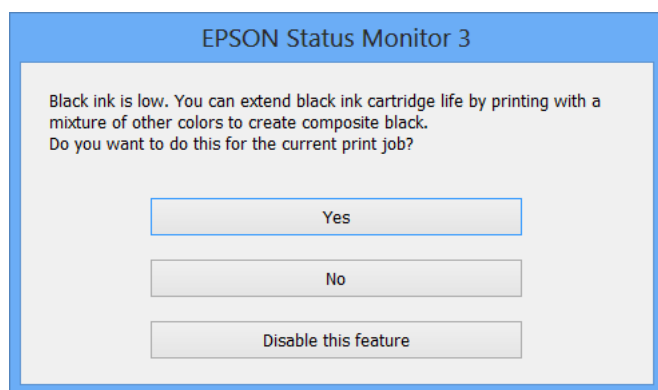 EPSON Status Monitor 3
Black ink is low. You can extend black ink cartridge life by printing with a
mixture of other colors to create composite black.
Do you want to do this for the current print job?
Yes
No
Disable this feature